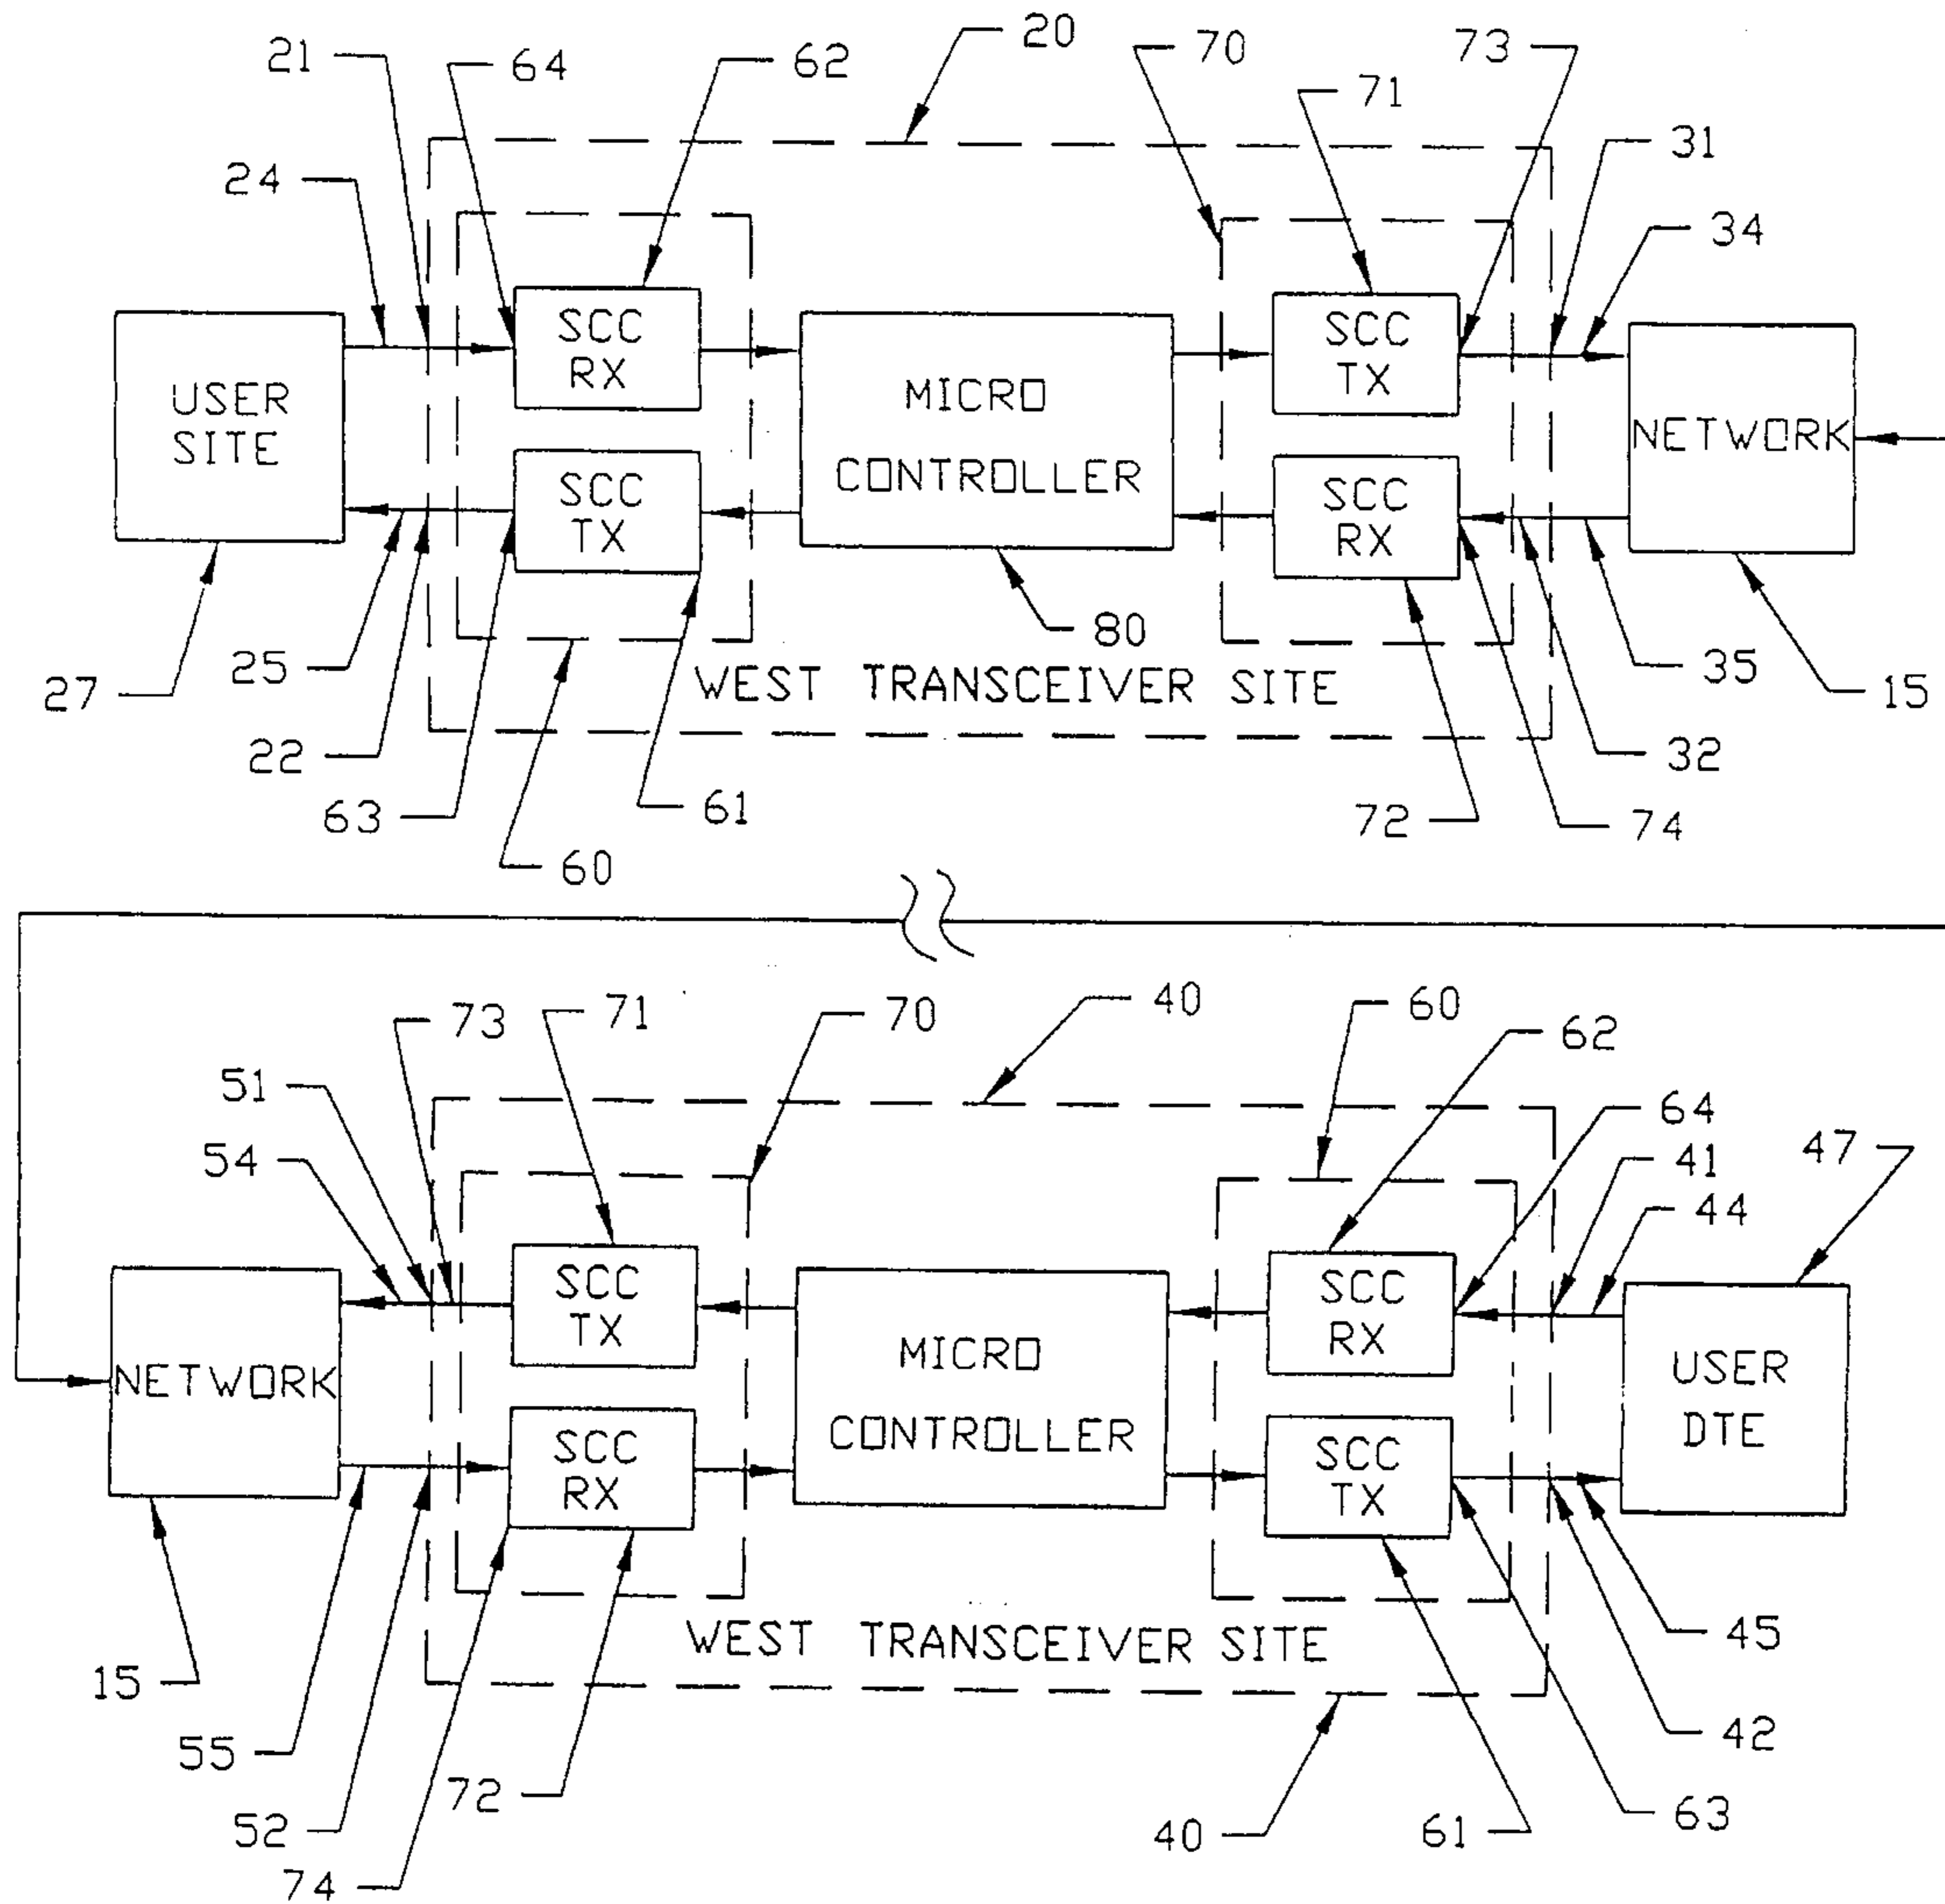 20
70
73
21
64
62
71
31
24
34
USER
SITE
SCC
RX
MICRO
CONTROLLER
SCC
TX
NETWORK
SCC
TX
SCC
RX
27
25
80
35
15
WEST TRANSCEIVER SITE
22
63
61
32
72
74
60
73
71
70
40
60
62
51
64
54
41
44
47
NETWORK
SCC
TX
MICRO
CONTROLLER
SCC
RX
USER
DTE
SCC
RX
SCC
TX
WEST TRANSCEIVER SITE
15
45
55
42
52
72
74
40
61
63